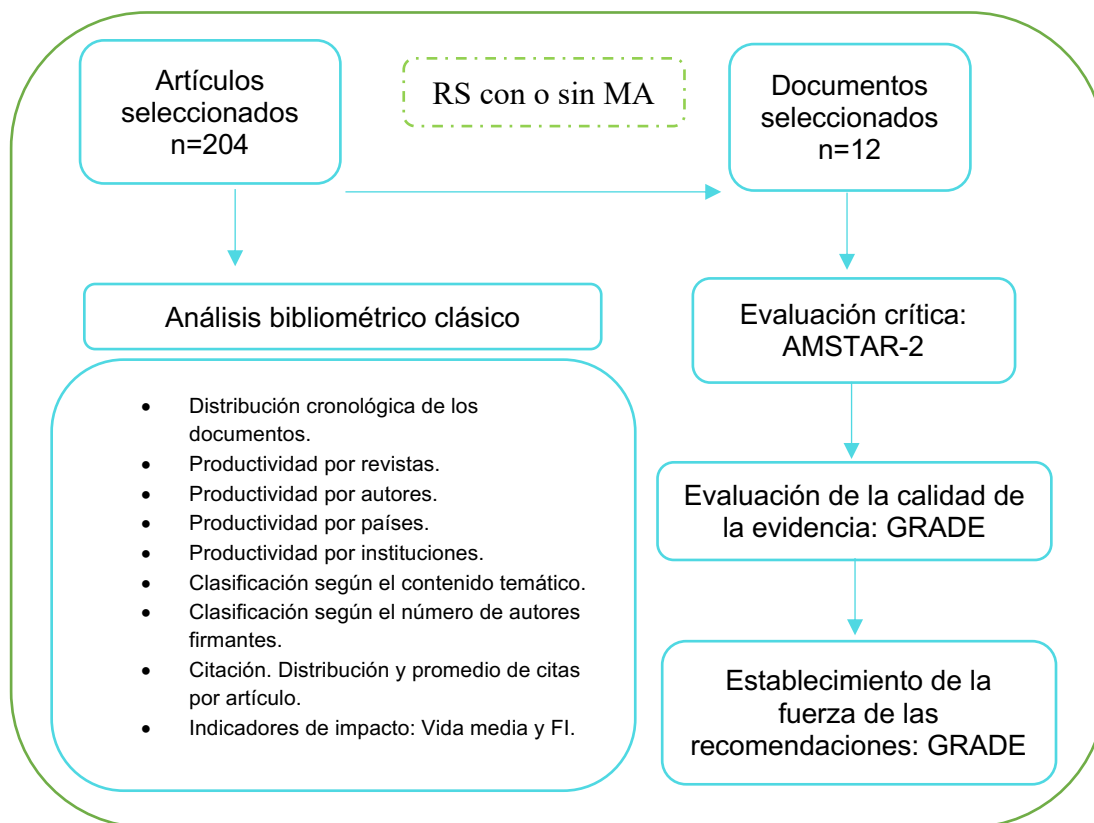 Artículos
seleccionados
n=204
RS con o sin MA
Documentos
seleccionados
n=12
Análisis bibliométrico clásico
• Distribución cronológica de los
documentos.
• Productividad por revistas.
• Productividad por autores.
• Productividad por países.
• Productividad por instituciones.
• Clasificación según el contenido temático.
• Clasificación según el número de autores
firmantes.
• Citación. Distribución y promedio de citas
por artículo.
• Indicadores de impacto: Vida media y FI.
Evaluación crítica:
AMSTAR-2
Evaluación de la calidad de
la evidencia: GRADE
Establecimiento de la
fuerza de las
recomendaciones: GRADE